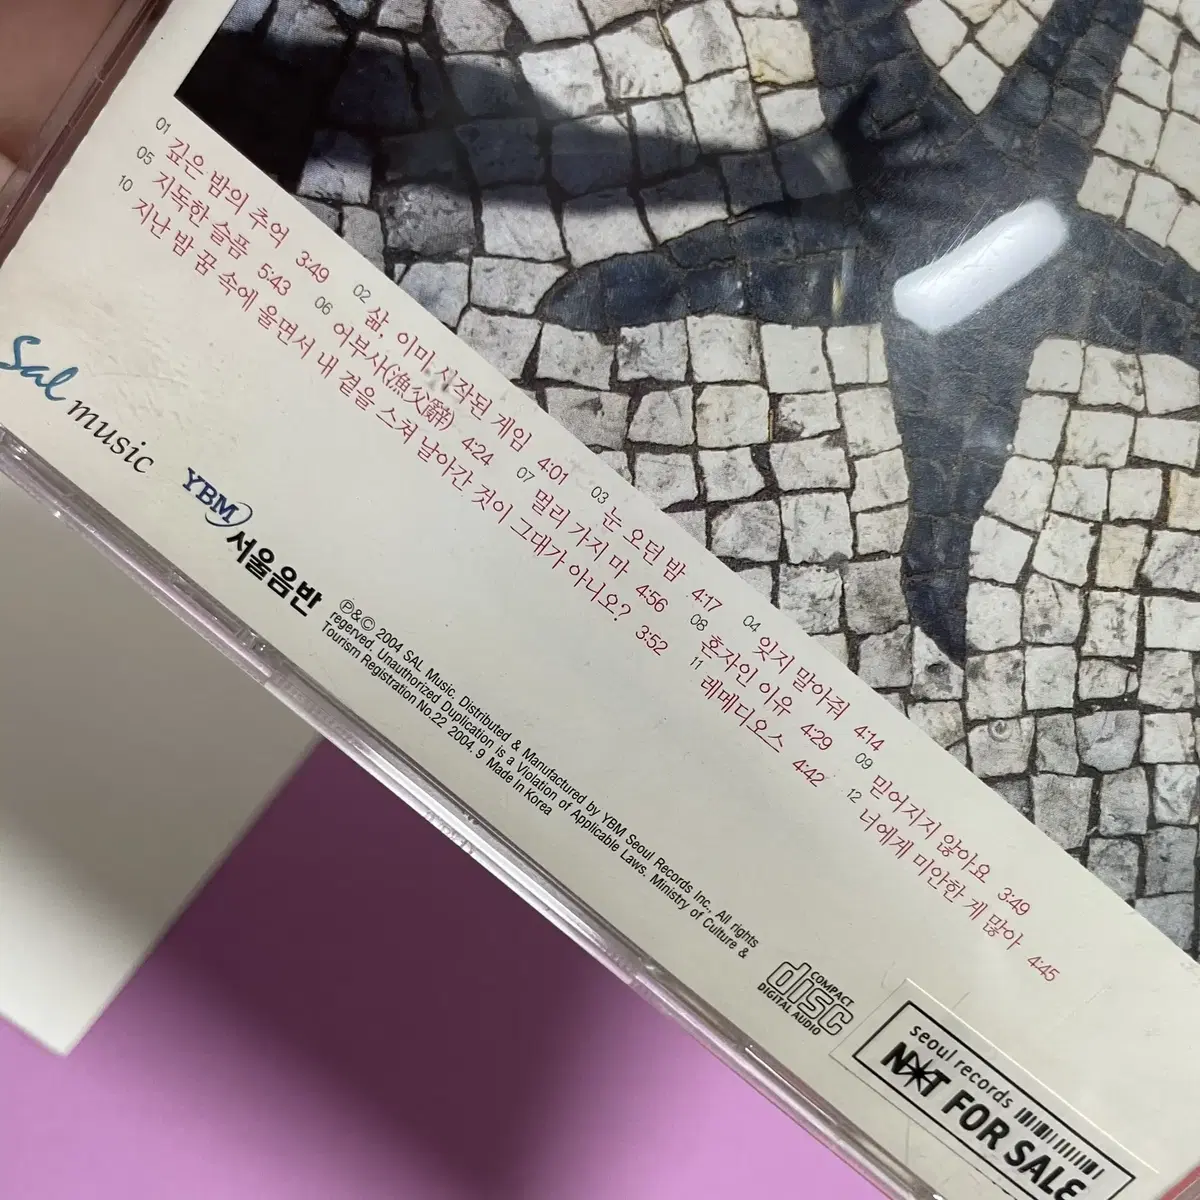 01 깊은 밤의 추억 3:49 02 삶, 이미 시작된 게임 4:01 03 눈 오던 밤 4:17 04 잊지 말아줘 4:14
05 지독한 슬픔 5:43 06 어부사(漁父辭) 4:24 07 멀리 가지 마 4:56 08 혼자인 이유 4:29 09 믿어지지 않아요 3:49
10 지난 밤 꿈 속에 울면서 내 곁을 스쳐 날아간 것이 그대가 아니오? 3:52 11 레메디오스 4:42 12 너에게 미안한 게 많아 4:45
Sal music
YBM 서울음반
℗&© 2004 SAL Music. Distributed & Manufactured by YBM Seoul Records Inc., All rights
regerved. Unauthorized Duplication is a Violation of Applicable Laws. Ministry of Culture &
Tourism Registration No.22 2004. 9 Made In Korea
COMPACT
disc
DIGITAL AUDIO
seoul records
NOT FOR SALE